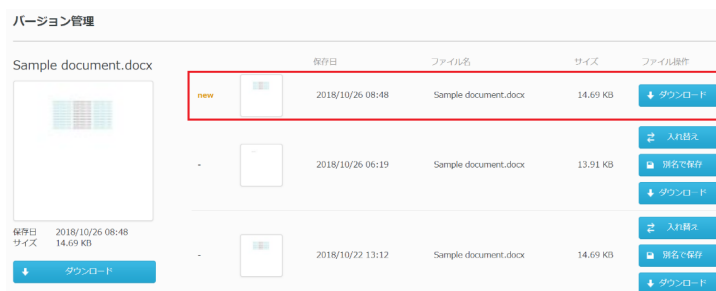 バージョン管理
Sample document.docx
保存日 2018/10/26 08:48
サイズ 14.69 KB
ダウンロード
保存日 ファイル名 サイズ ファイル操作
new 2018/10/26 08:48 Sample document.docx 14.69 KB ダウンロード
入れ替え
- 2018/10/26 06:19 Sample document.docx 13.91 KB 別名で保存
ダウンロード
入れ替え
- 2018/10/22 13:12 Sample document.docx 14.69 KB 別名で保存
ダウンロード